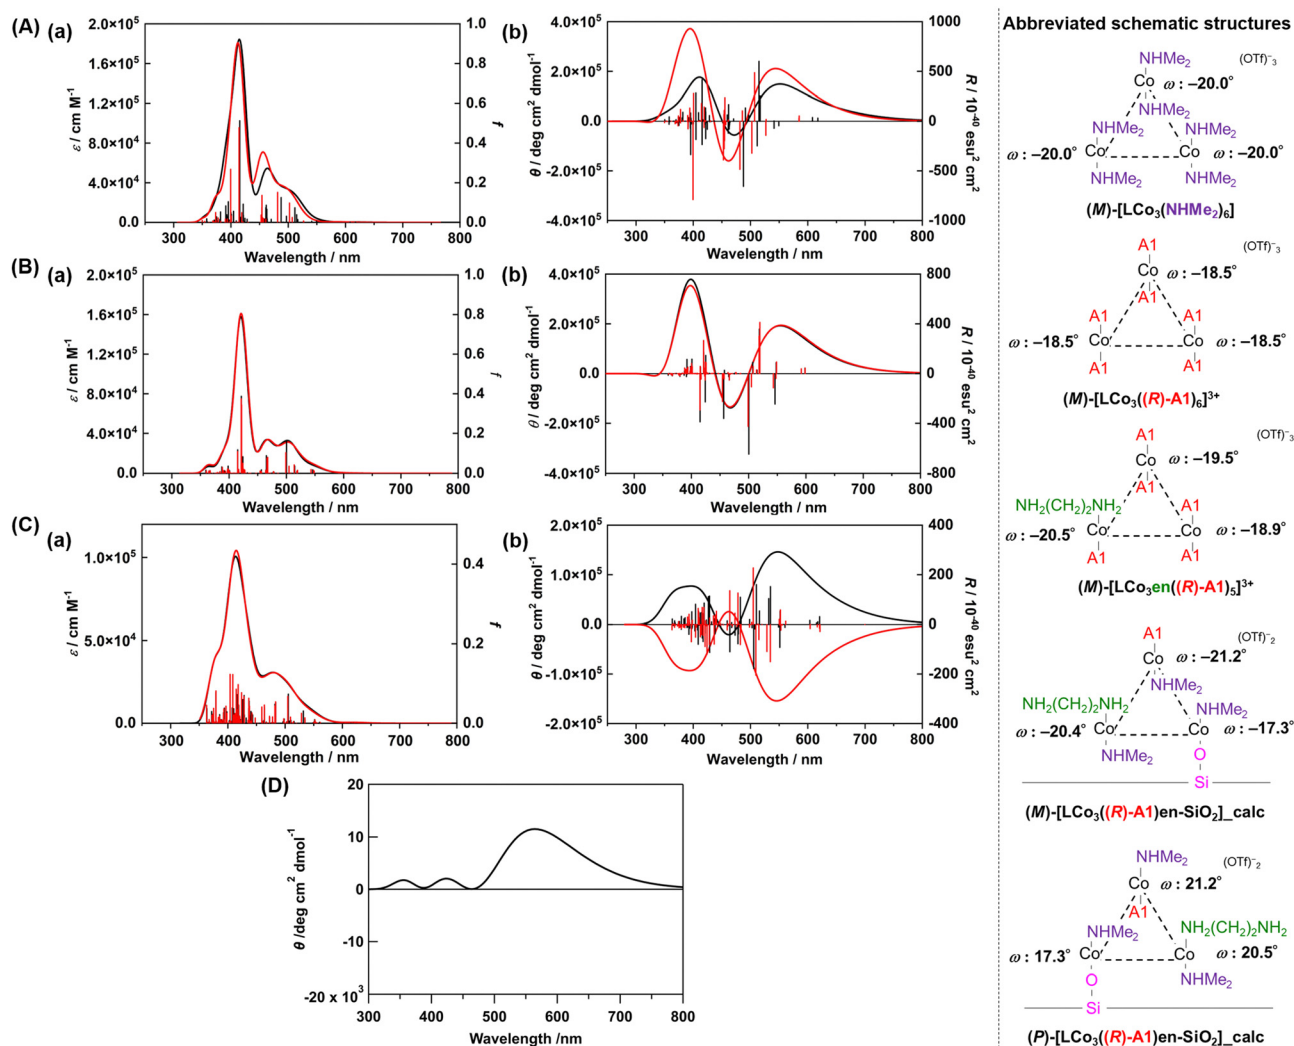 (A) (a)
2.0×10⁵
1.6×10⁵
1.2×10⁵
8.0×10⁴
4.0×10⁴
0.0
ε / cm M⁻¹
1.0
0.8
0.6
0.4
0.2
0.0
f
300 400 500 600 700 800
Wavelength / nm
(b)
4.0×10⁵
2.0×10⁵
0.0
−2.0×10⁵
−4.0×10⁵
θ / deg cm² dmol⁻¹
1000
500
0
−500
−1000
R / 10⁻⁴⁰ esu² cm²
300 400 500 600 700 800
Wavelength / nm
(B) (a)
2.0×10⁵
1.6×10⁵
1.2×10⁵
8.0×10⁴
4.0×10⁴
0.0
ε / cm M⁻¹
1.0
0.8
0.6
0.4
0.2
0.0
f
300 400 500 600 700 800
Wavelength / nm
(b)
4.0×10⁵
2.0×10⁵
0.0
−2.0×10⁵
−4.0×10⁵
θ / deg cm² dmol⁻¹
800
400
0
−400
−800
R / 10⁻⁴⁰ esu² cm²
300 400 500 600 700 800
Wavelength / nm
(C) (a)
1.0×10⁵
5.0×10⁴
0.0
ε / cm M⁻¹
0.4
0.2
0.0
f
300 400 500 600 700 800
Wavelength / nm
(b)
2.0×10⁵
1.0×10⁵
0.0
−1.0×10⁵
−2.0×10⁵
θ / deg cm² dmol⁻¹
400
200
0
−200
−400
R / 10⁻⁴⁰ esu² cm²
300 400 500 600 700 800
Wavelength / nm
(D)
20
10
0
-10
-20 x 10³
θ /deg cm² dmol⁻¹
300 400 500 600 700 800
Wavelength /nm
Abbreviated schematic structures
NHMe₂ (OTf)⁻₃
Co ω : −20.0°
NHMe₂
NHMe₂ NHMe₂
ω : −20.0° Co Co ω : −20.0°
NHMe₂ NHMe₂
(M)-[LCo₃(NHMe₂)₆]
A1 (OTf)⁻₃
Co ω : −18.5°
A1
A1 A1
ω : −18.5° Co Co ω : −18.5°
A1 A1
(M)-[LCo₃((R)-A1)₆]³⁺
A1 (OTf)⁻₃
Co ω : −19.5°
A1
NH₂(CH₂)₂NH₂ A1
ω : −20.5° Co Co ω : −18.9°
A1 A1
(M)-[LCo₃en((R)-A1)₅]³⁺
A1 (OTf)⁻₂
Co ω : −21.2°
NHMe₂
NH₂(CH₂)₂NH₂ NHMe₂
ω : −20.4° Co Co ω : −17.3°
NHMe₂ O
Si
(M)-[LCo₃((R)-A1)en-SiO₂]_calc
NHMe₂ (OTf)⁻₂
Co ω : 21.2°
A1
NHMe₂ NH₂(CH₂)₂NH₂
ω : 17.3° Co Co ω : 20.5°
O NHMe₂
Si
(P)-[LCo₃((R)-A1)en-SiO₂]_calc